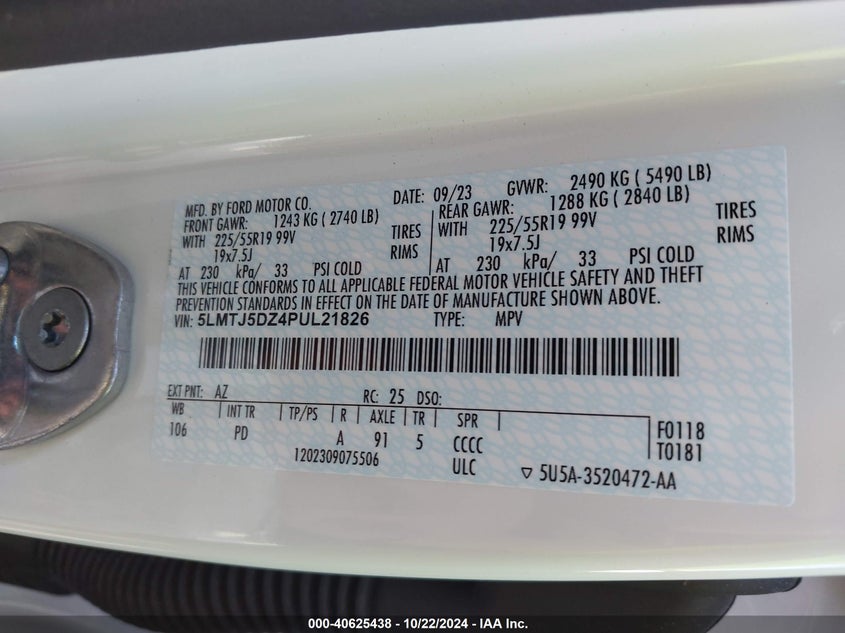 MFD. BY FORD MOTOR CO. DATE: 09/23 GVWR: 2490 KG ( 5490 LB)
FRONT GAWR: 1243 KG ( 2740 LB) REAR GAWR: 1288 KG ( 2840 LB)
WITH 225/55R19 99V TIRES WITH 225/55R19 99V TIRES
19x7.5J RIMS 19x7.5J RIMS
AT 230 kPa/ 33 PSI COLD AT 230 kPa/ 33 PSI COLD
THIS VEHICLE CONFORMS TO ALL APPLICABLE FEDERAL MOTOR VEHICLE SAFETY AND THEFT
PREVENTION STANDARDS IN EFFECT ON THE DATE OF MANUFACTURE SHOWN ABOVE.
VIN: 5LMTJ5DZ4PUL21826 TYPE: MPV
EXT PNT: AZ RC: 25 DSO:
WB INT TR TP/PS R AXLE TR SPR
106 PD A 91 5 CCCC F0118
1202309075506 ULC T0181
5U5A-3520472-AA
000-40625438 - 10/22/2024 - IAA Inc.